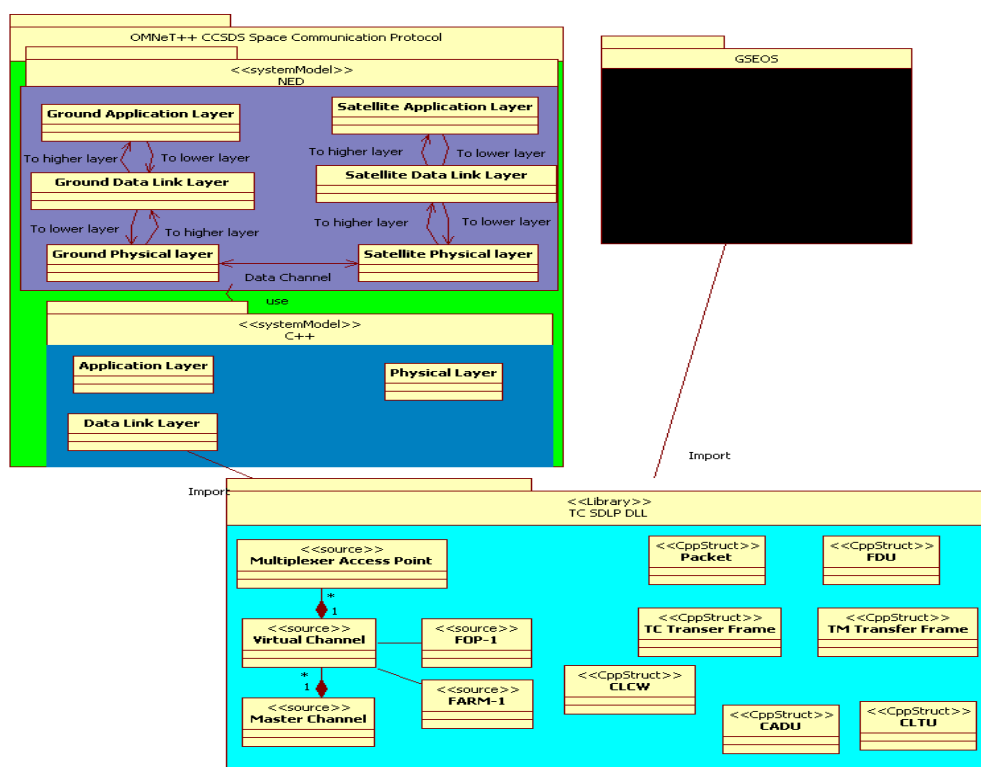 OMNeT++ CCSDS Space Communication Protocol
<<systemModel>>
NED
Ground Application Layer
Satellite Application Layer
To higher layer
To lower layer
To higher layer
To lower layer
Ground Data Link Layer
Satellite Data Link Layer
To lower layer
To higher layer
To higher layer
To lower layer
Ground Physical layer
Satellite Physical layer
Data Channel
use
<<systemModel>>
C++
Application Layer
Physical Layer
Data Link Layer
Import
GSEOS
Import
<<Library>>
TC SDLP DLL
<<source>>
Multiplexer Access Point
*
1
<<source>>
Virtual Channel
<<source>>
FOP-1
*
1
<<source>>
FARM-1
<<source>>
Master Channel
<<CppStruct>>
Packet
<<CppStruct>>
FDU
<<CppStruct>>
TC Transer Frame
<<CppStruct>>
TM Transfer Frame
<<CppStruct>>
CLCW
<<CppStruct>>
CADU
<<CppStruct>>
CLTU